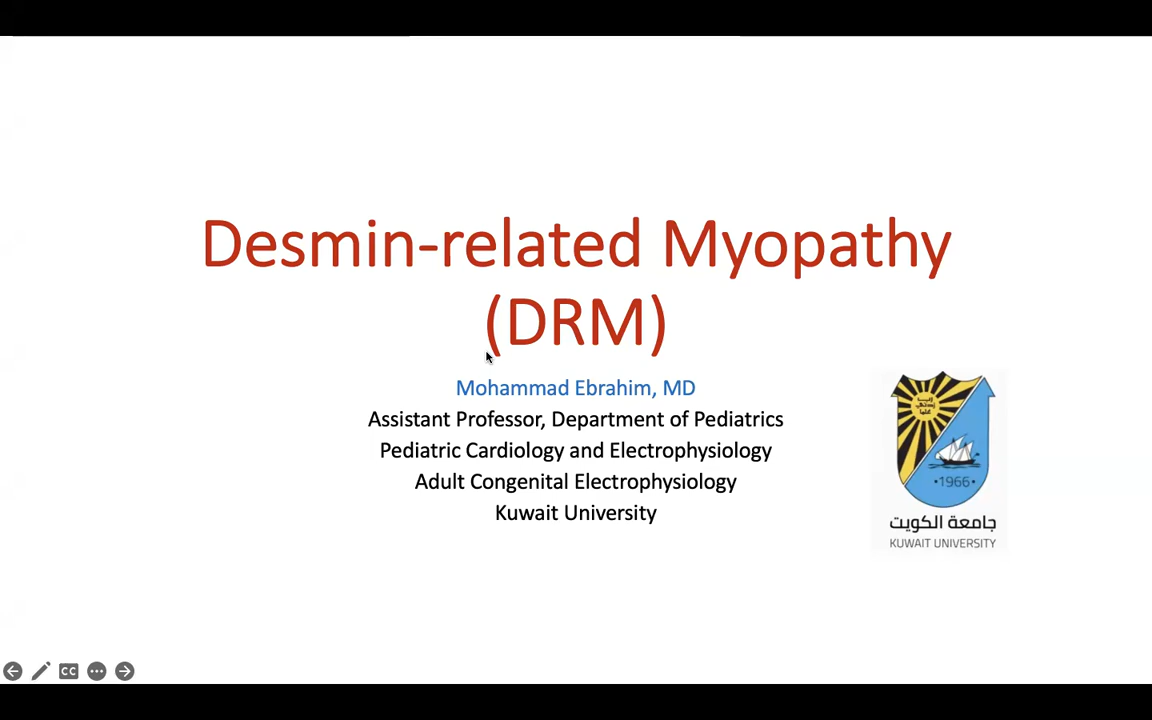 Desmin-related Myopathy
(DRM)
Mohammad Ebrahim, MD
Assistant Professor, Department of Pediatrics
Pediatric Cardiology and Electrophysiology
Adult Congenital Electrophysiology
Kuwait University
•1966•
جامعة الكويت
KUWAIT UNIVERSITY
CC